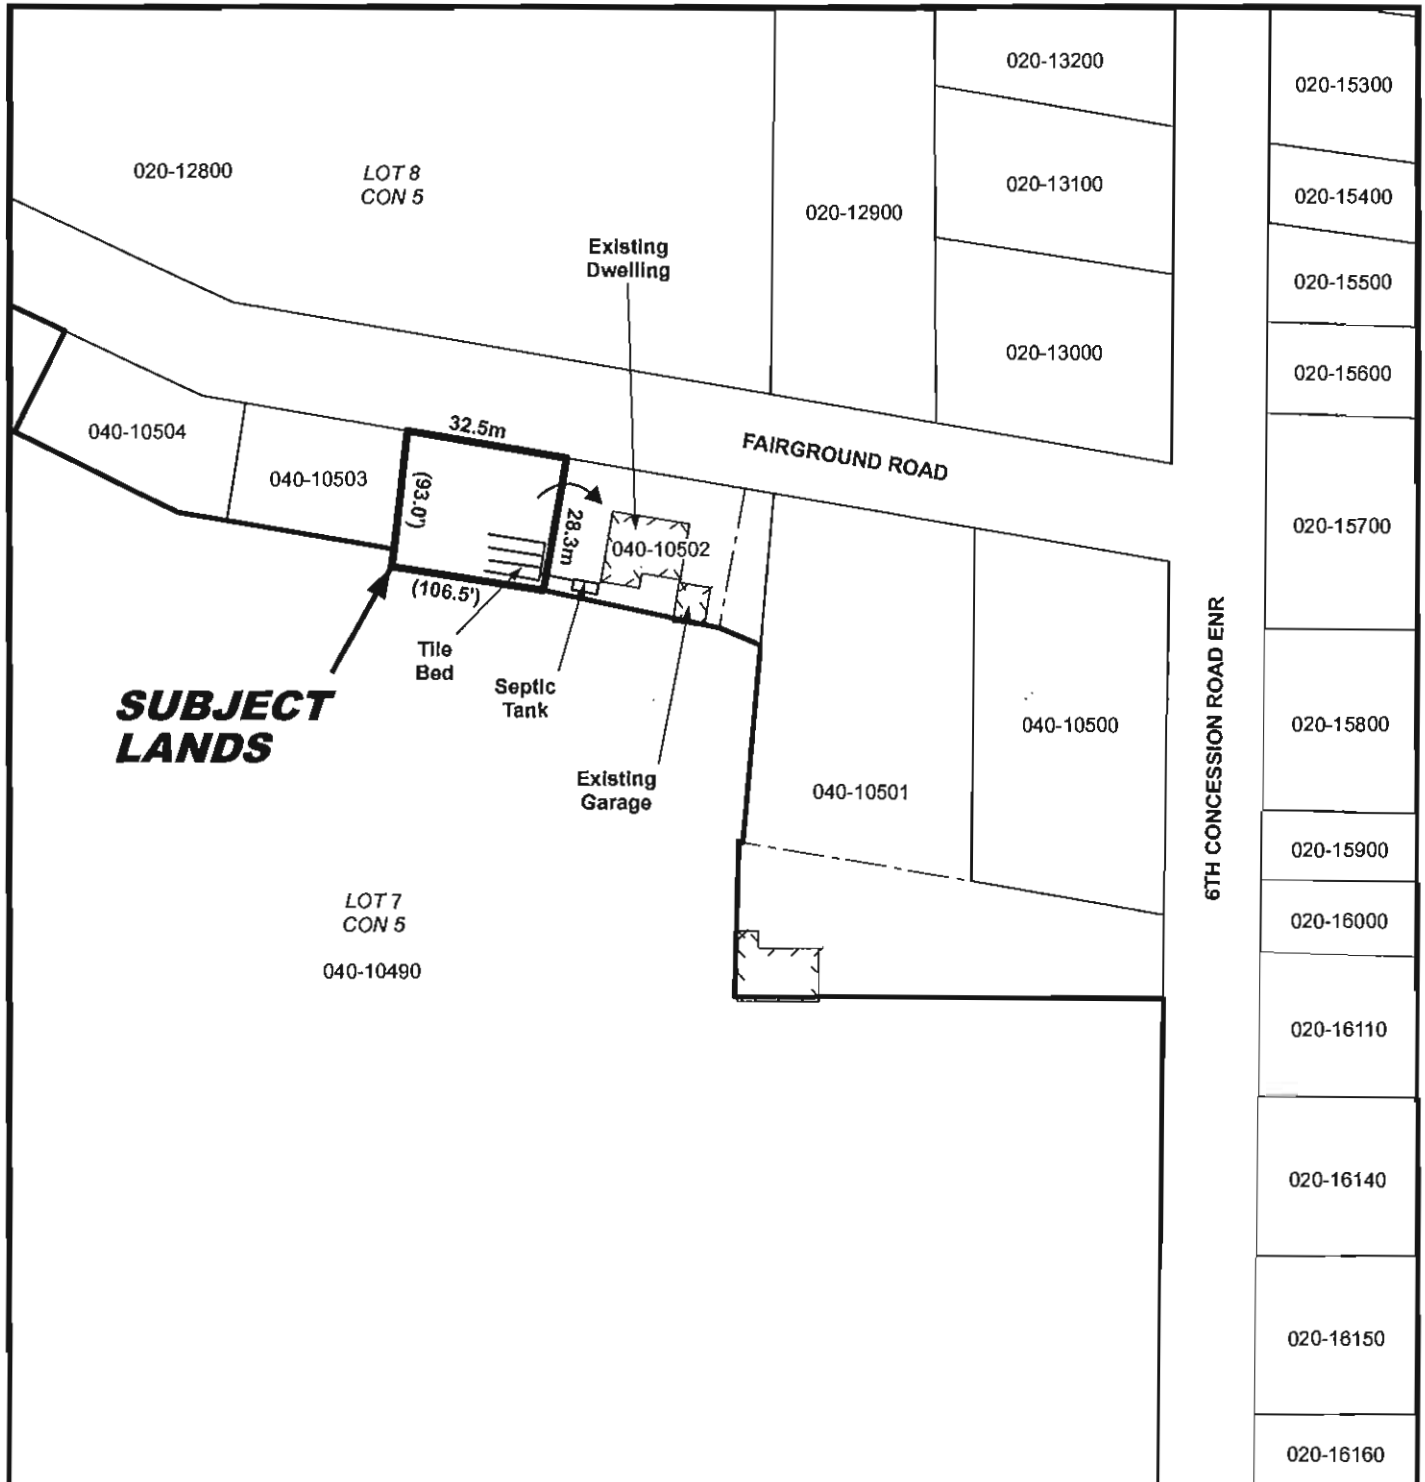 020-13200
020-15300
020-12800
LOT 8
CON 5
020-13100
020-15400
020-12900
Existing
Dwelling
020-15500
020-13000
020-15600
040-10504
32.5m
FAIRGROUND ROAD
040-10503
(93.0')
28.3m
040-10502
020-15700
(106.5')
Tile
Bed
Septic
Tank
SUBJECT
LANDS
Existing
Garage
040-10501
040-10500
6TH CONCESSION ROAD ENR
020-15800
020-15900
LOT 7
CON 5
020-16000
040-10490
020-16110
020-16140
020-16150
020-16160